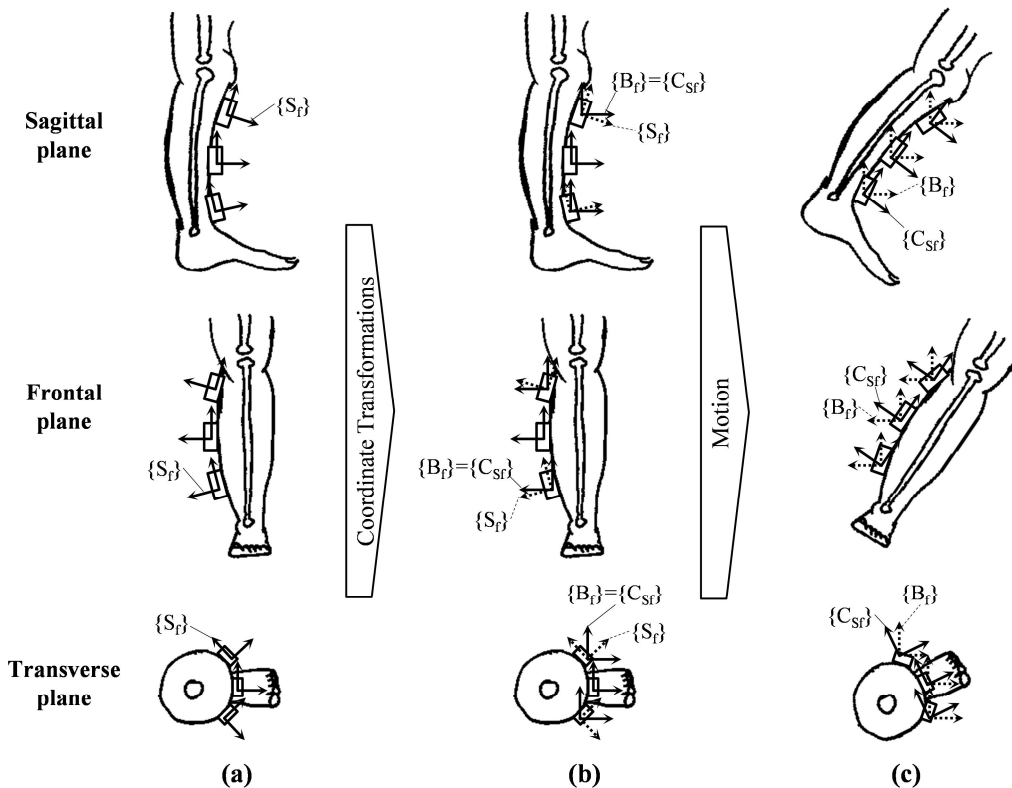 Sagittal
plane
{S_f}
{B_f}={C_Sf}
{S_f}
{B_f}
{C_Sf}
Coordinate Transformations
Motion
Frontal
plane
{S_f}
{B_f}={C_Sf}
{S_f}
{C_Sf}
{B_f}
Transverse
plane
{S_f}
{B_f}={C_Sf}
{S_f}
{B_f}
{C_Sf}
(a)
(b)
(c)